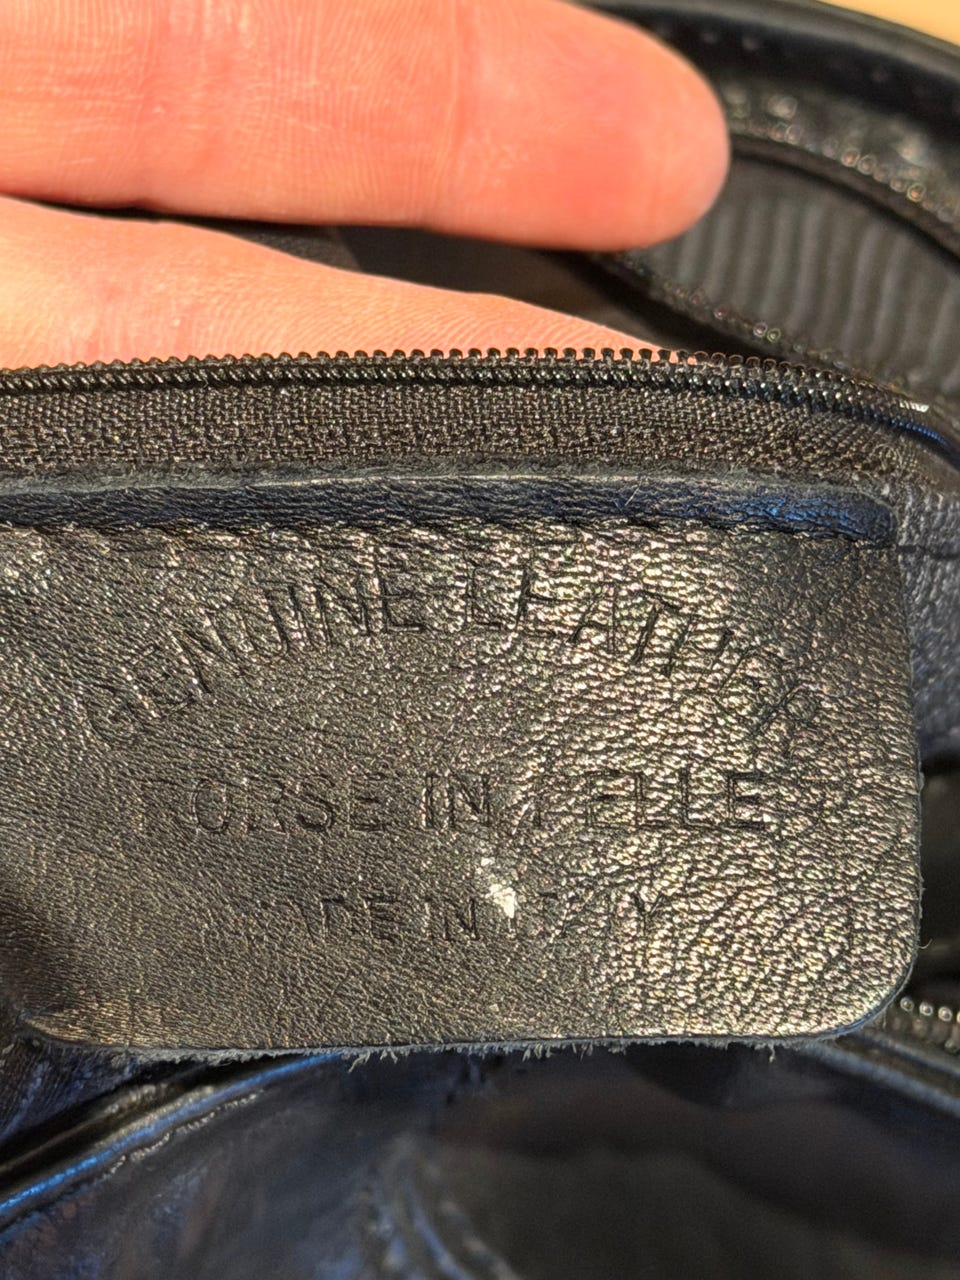 GENUINE LEATHER
BORSE IN PELLE
MADE IN ITALY